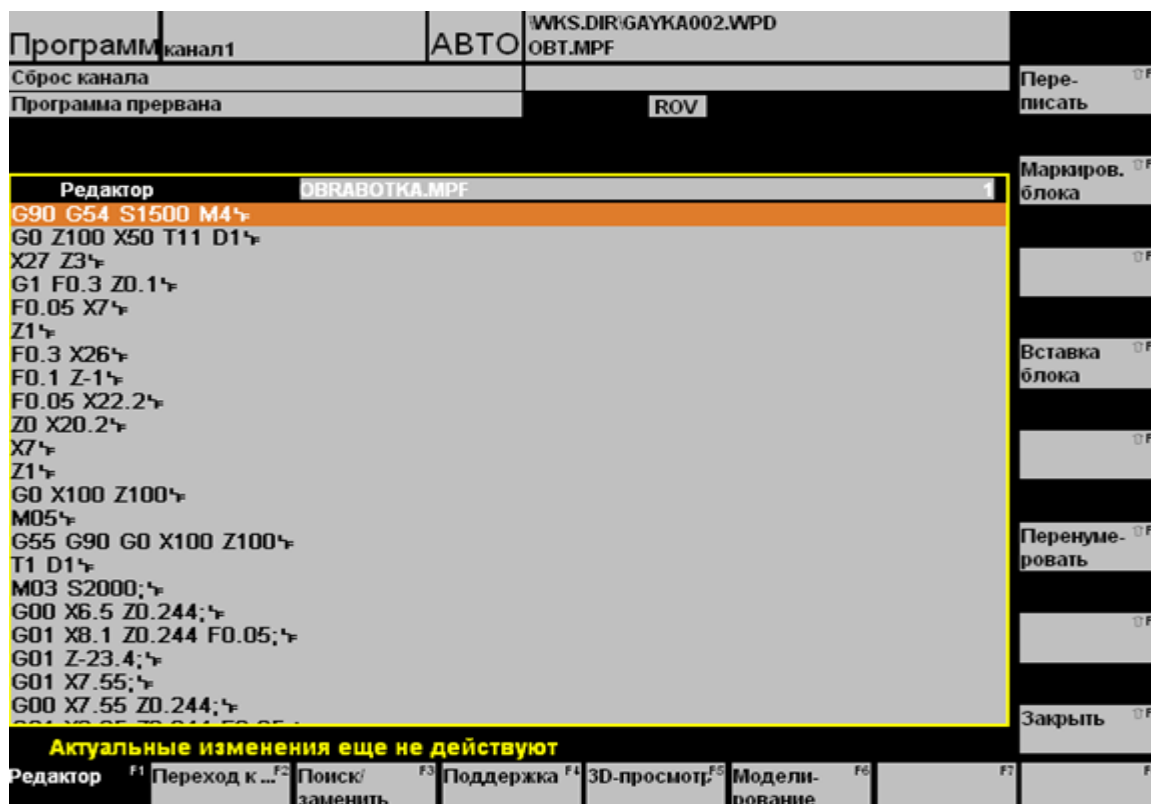 Программ канал1 АВТО \WKS.DIR\GAYKA002.WPD
OBT.MPF
Сброс канала
Программа прервана ROV
Редактор OBRABOTKA.MPF 1
G90 G54 S1500 M4
G0 Z100 X50 T11 D1
X27 Z3
G1 F0.3 Z0.1
F0.05 X7
Z1
F0.3 X26
F0.1 Z-1
F0.05 X22.2
Z0 X20.2
X7
Z1
G0 X100 Z100
M05
G55 G90 G0 X100 Z100
T1 D1
M03 S2000;
G00 X6.5 Z0.244;
G01 X8.1 Z0.244 F0.05;
G01 Z-23.4;
G01 X7.55;
G00 X7.55 Z0.244;
Актуальные изменения еще не действуют
Пере-
писать
Маркиров.
блока
Вставка
блока
Перенуме-
ровать
Закрыть
Редактор F1 Переход к ... F2 Поиск/ F3 Поддержка F4 3D-просмотр F5 Модели- F6 F7
заменить рование